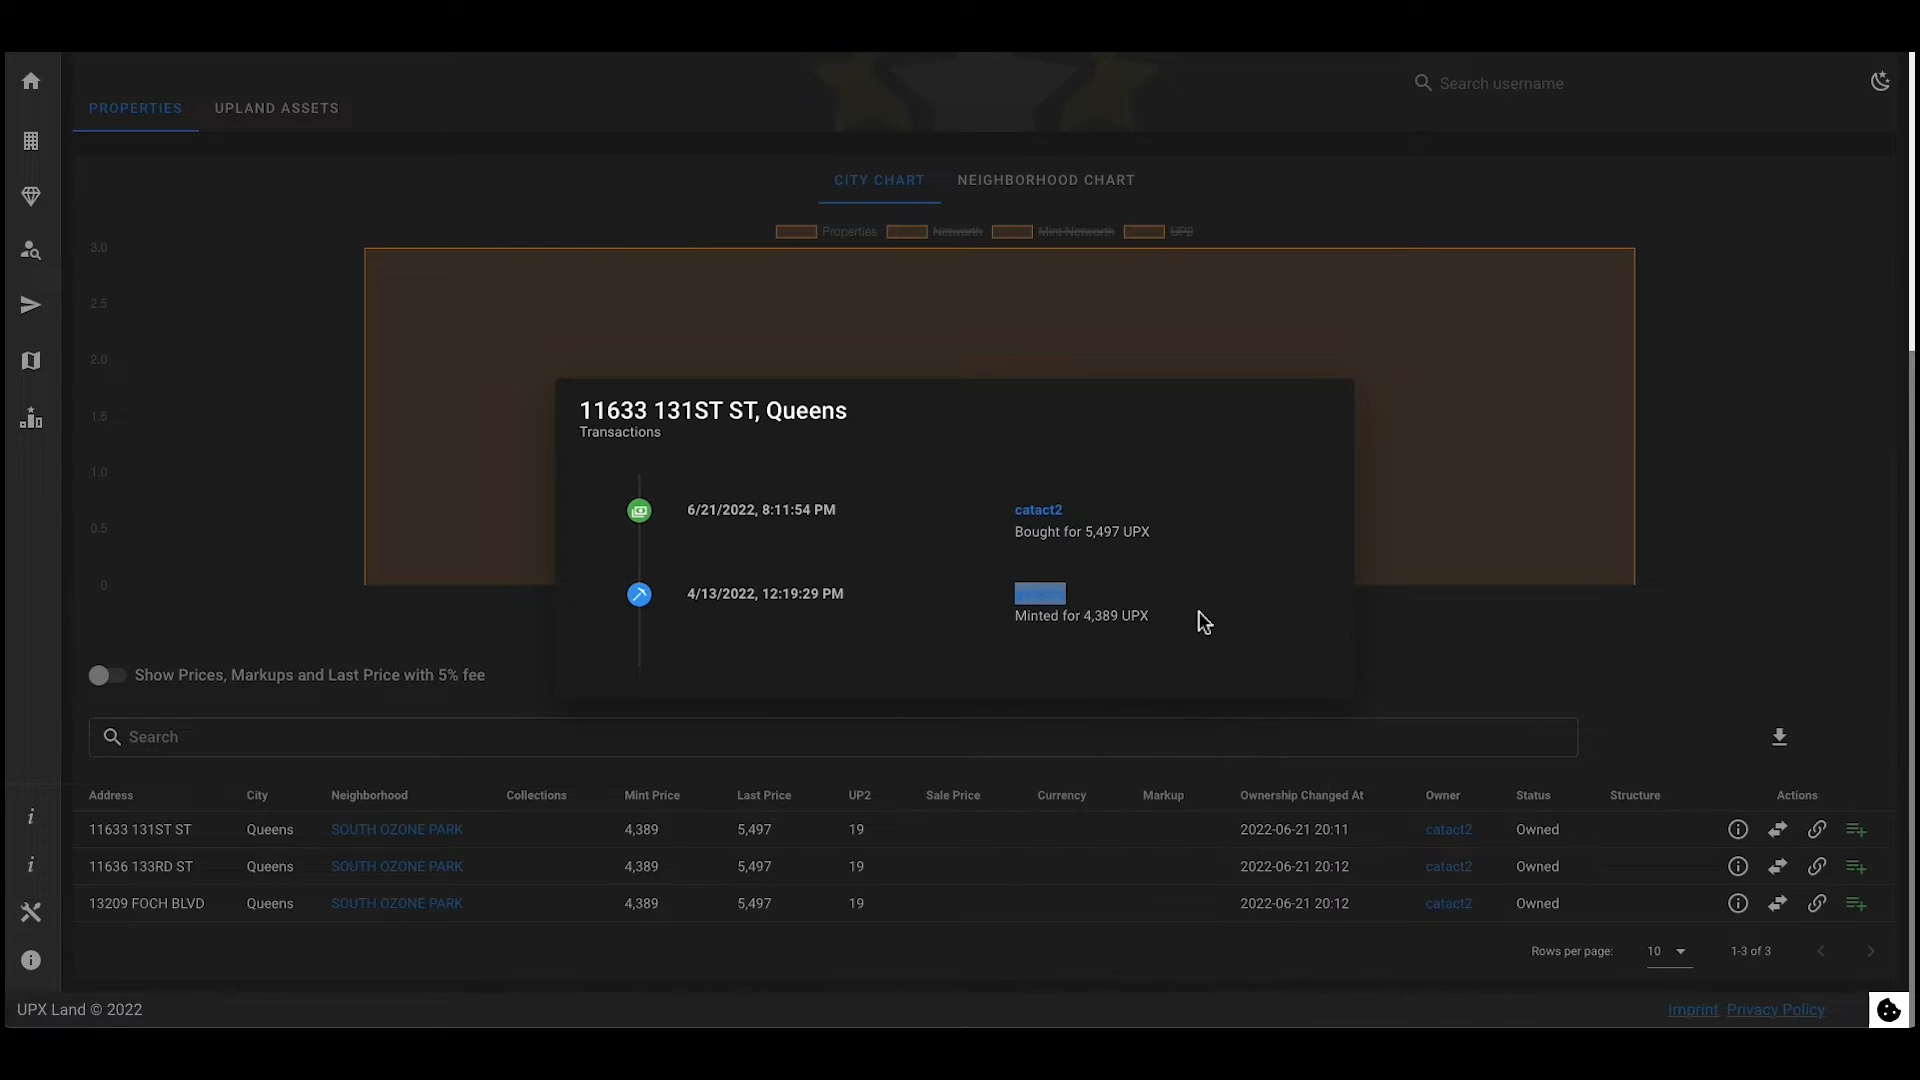 Search username
PROPERTIES UPLAND ASSETS
CITY CHART NEIGHBORHOOD CHART
Properties Networth Mint Networth UP2
3.0
2.5
2.0
1.5
1.0
0.5
0
11633 131ST ST, Queens
Transactions
6/21/2022, 8:11:54 PM catact2
Bought for 5,497 UPX
4/13/2022, 12:19:29 PM
Minted for 4,389 UPX
Show Prices, Markups and Last Price with 5% fee
Search
Address City Neighborhood Collections Mint Price Last Price UP2 Sale Price Currency Markup Ownership Changed At Owner Status Structure Actions
11633 131ST ST Queens SOUTH OZONE PARK 4,389 5,497 19 2022-06-21 20:11 catact2 Owned
11636 133RD ST Queens SOUTH OZONE PARK 4,389 5,497 19 2022-06-21 20:12 catact2 Owned
13209 FOCH BLVD Queens SOUTH OZONE PARK 4,389 5,497 19 2022-06-21 20:12 catact2 Owned
Rows per page: 10 1-3 of 3
UPX Land © 2022 Imprint Privacy Policy